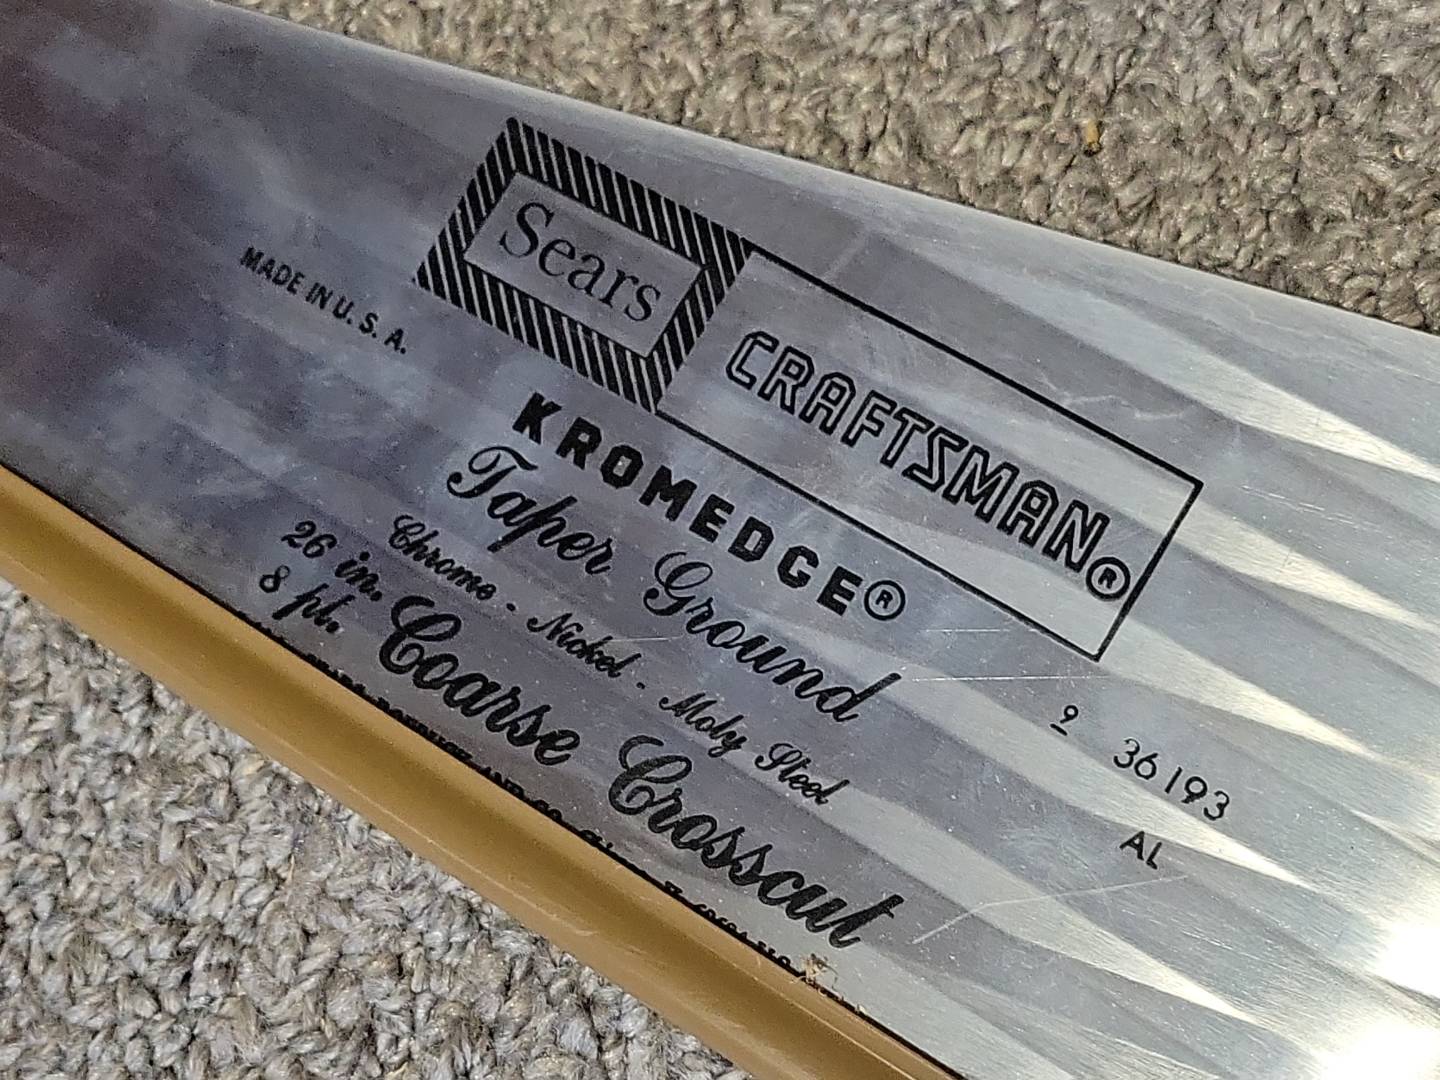 Sears
CRAFTSMAN®
MADE IN U. S. A.
KROMEDGE®
Taper Ground
Chrome - Nickel - Moly Steel
26 in.
8 pt.
Coarse Crosscut
9 36193
AL